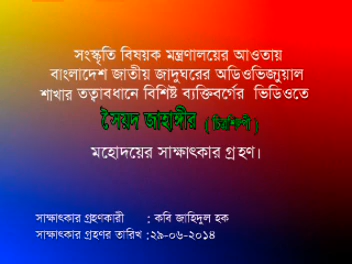 সংস্কৃতি বিষয়ক মন্ত্রণালয়ের আওতায়
বাংলাদেশ জাতীয় জাদুঘরের অডিওভিজ্যুয়াল
শাখার তত্বাবধানে বিশিষ্ট ব্যক্তিবর্গের ভিডিওতে
সৈয়দ জাহাঙ্গীর ( চিত্রশিল্পী )
মহোদয়ের সাক্ষাৎকার গ্রহণ।
সাক্ষাৎকার গ্রহণকারী : কবি জাহিদুল হক
সাক্ষাৎকার গ্রহণর তারিখ :২৯-০৬-২০১৪